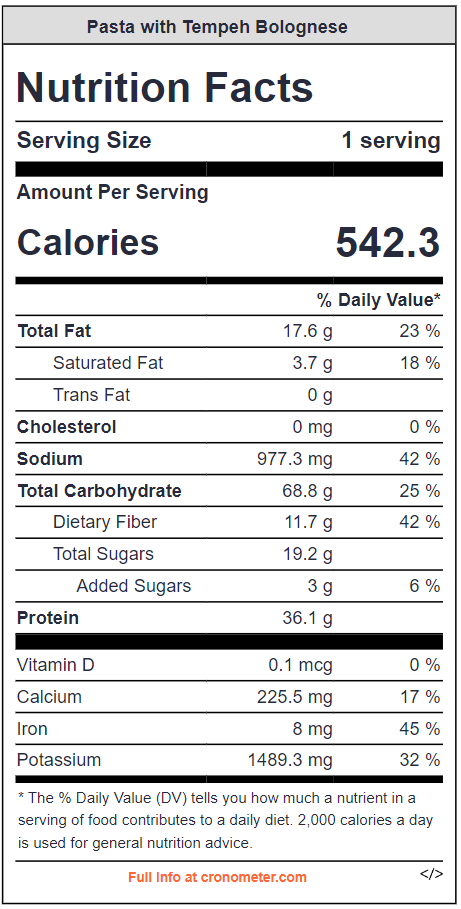 Pasta with Tempeh Bolognese
Nutrition Facts
Serving Size 1 serving
Amount Per Serving
Calories 542.3
% Daily Value*
Total Fat 17.6 g 23 %
Saturated Fat 3.7 g 18 %
Trans Fat 0 g
Cholesterol 0 mg 0 %
Sodium 977.3 mg 42 %
Total Carbohydrate 68.8 g 25 %
Dietary Fiber 11.7 g 42 %
Total Sugars 19.2 g
Added Sugars 3 g 6 %
Protein 36.1 g
Vitamin D 0.1 mcg 0 %
Calcium 225.5 mg 17 %
Iron 8 mg 45 %
Potassium 1489.3 mg 32 %
* The % Daily Value (DV) tells you how much a nutrient in a
serving of food contributes to a daily diet. 2,000 calories a day
is used for general nutrition advice.
Full info at cronometer.com </>